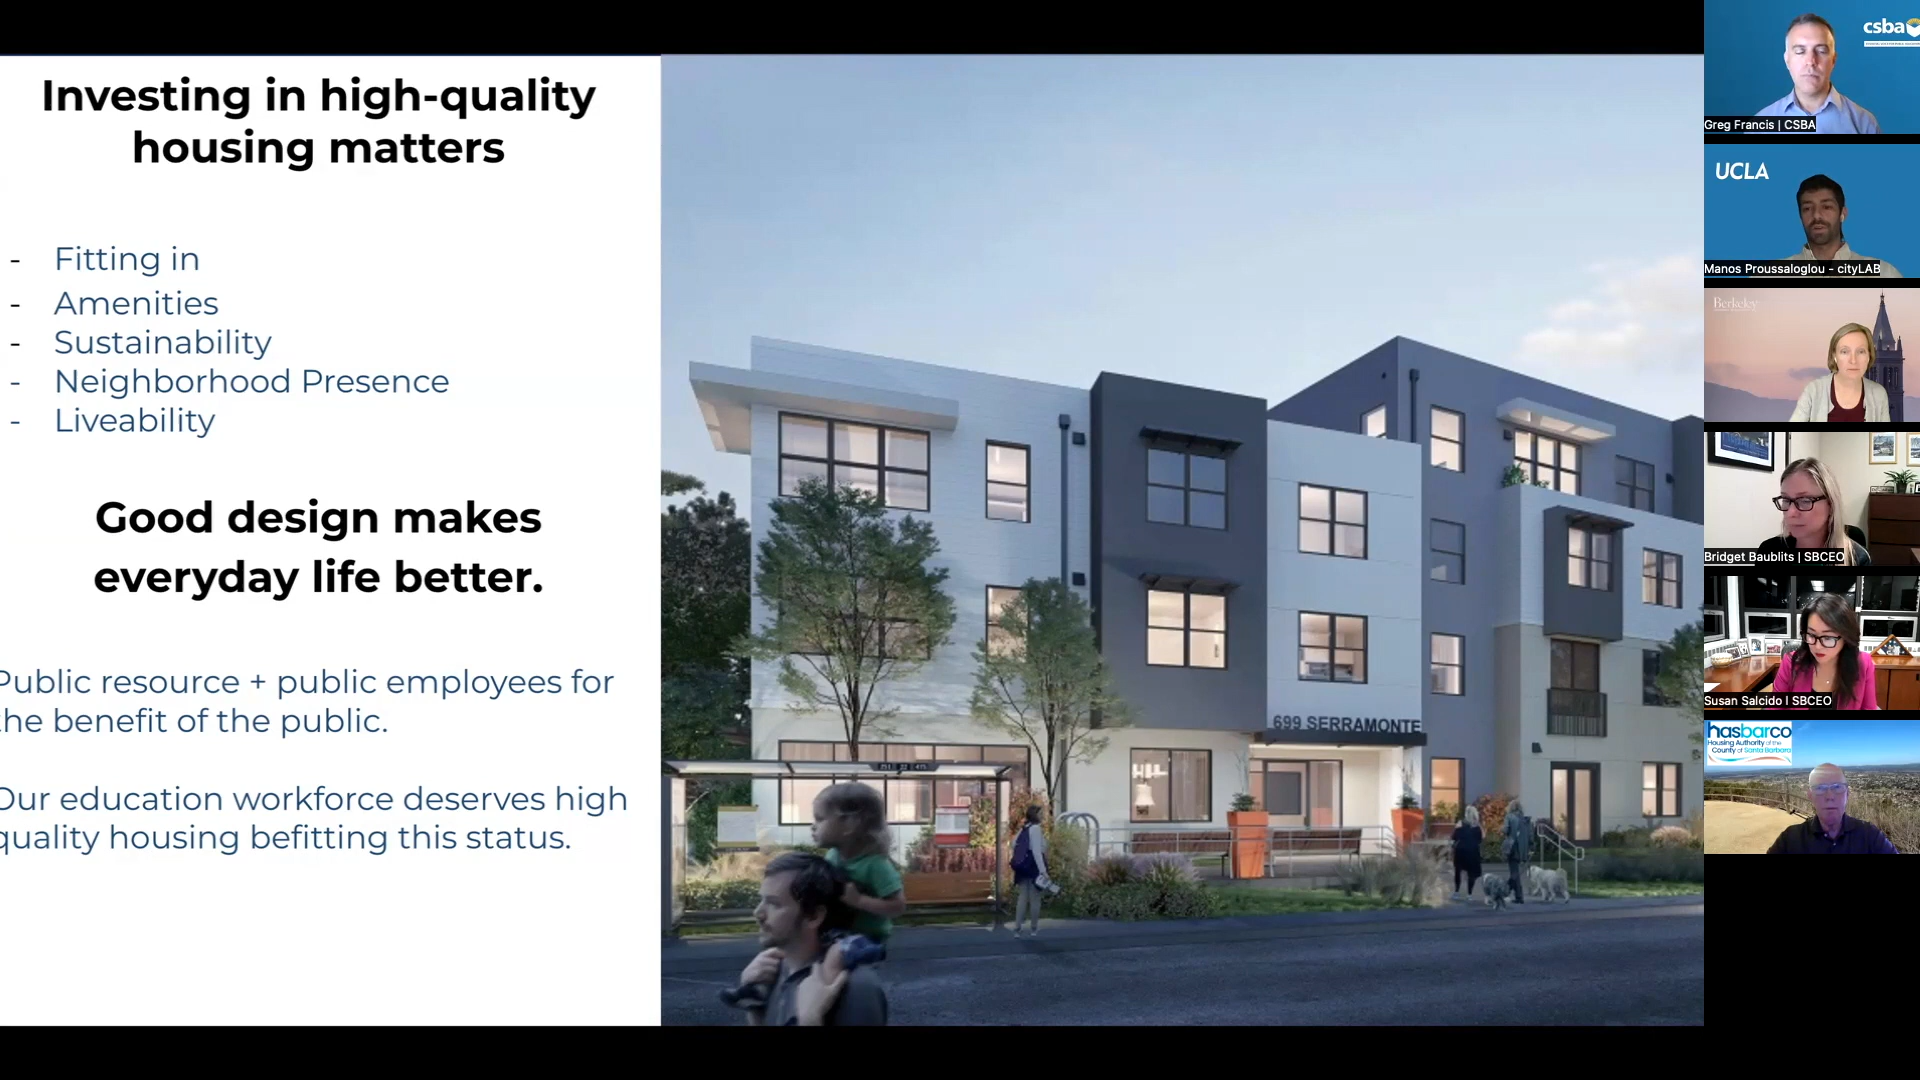 Investing in high-quality
housing matters
- Fitting in
- Amenities
- Sustainability
- Neighborhood Presence
- Liveability
Good design makes
everyday life better.
Public resource + public employees for
the benefit of the public.
Our education workforce deserves high
quality housing befitting this status.
699 SERRAMONTE
csba
Greg Francis | CSBA
UCLA
Manos Proussaloglou - cityLAB
Berkeley
Bridget Baublits | SBCEO
Susan Salcido I SBCEO
hasbarco
Housing Authority of the
County of Santa Barbara